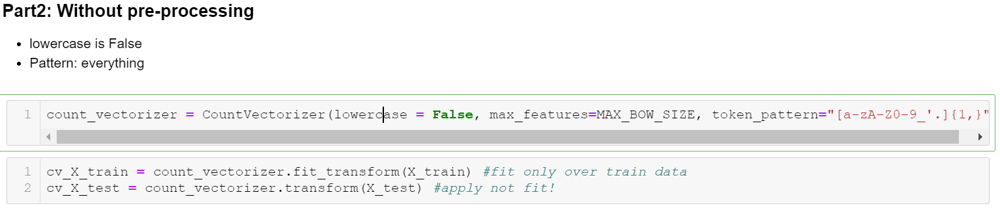 Part2: Without pre-processing
lowercase is False
Pattern: everything
1 count_vectorizer = CountVectorizer(lowercase = False, max_features=MAX_BOW_SIZE, token_pattern="[a-zA-Z0-9_'.]{1,}"
1 cv_X_train = count_vectorizer.fit_transform(X_train) #fit only over train data
2 cv_X_test = count_vectorizer.transform(X_test) #apply not fit!